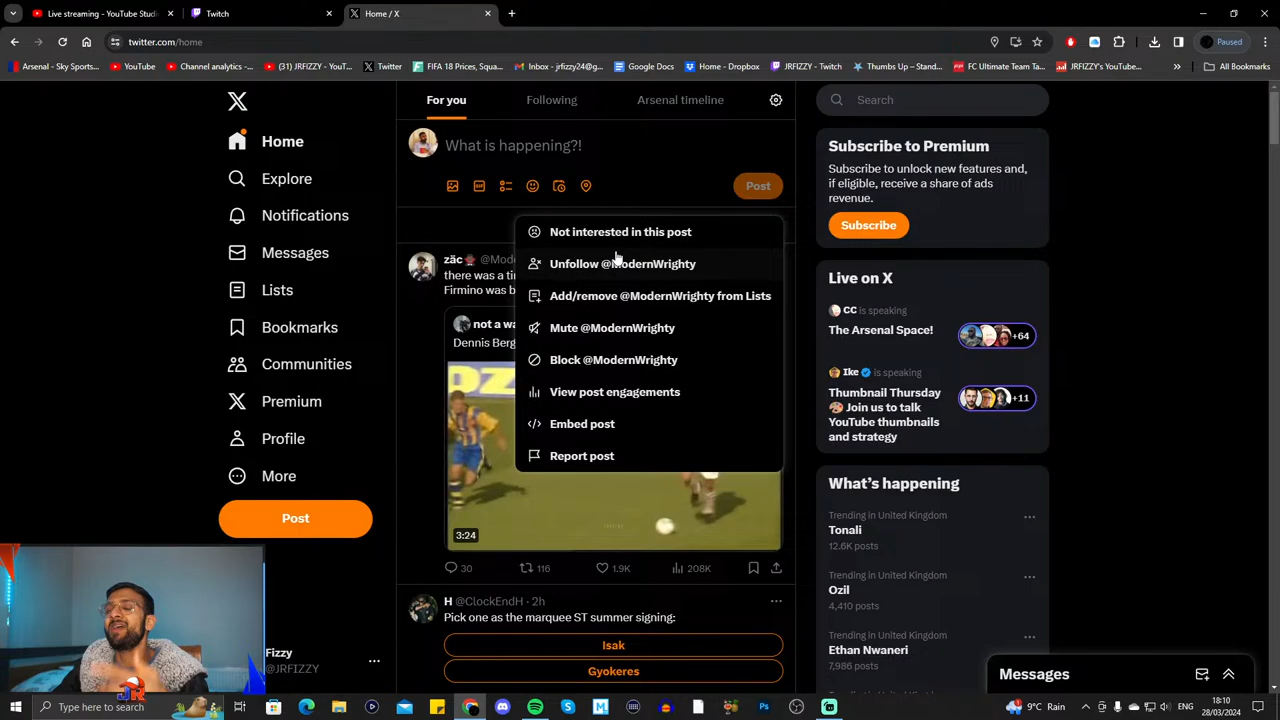 Live streaming - YouTube Studi
Twitch
Home / X
twitter.com/home
Paused
Arsenal - Sky Sports...
YouTube
Channel analytics -...
(31) JRFIZZY - YouT...
Twitter
FIFA 18 Prices, Squa...
Inbox - jrfizzy24@g...
Google Docs
Home - Dropbox
JRFIZZY - Twitch
Thumbs Up – Stand...
FC Ultimate Team Ta...
JRFIZZY's YouTube...
All Bookmarks
Home
Explore
Notifications
Messages
Lists
Bookmarks
Communities
Premium
Profile
More
Post
Fizzy
@JRFIZZY
For you
Following
Arsenal timeline
What is happening?!
Post
zäc @Mode
there was a tim
Firmino was b
not a wa
Dennis Berg
3:24
Not interested in this post
Unfollow @ModernWrighty
Add/remove @ModernWrighty from Lists
Mute @ModernWrighty
Block @ModernWrighty
View post engagements
Embed post
Report post
30
116
1.9K
208K
H @ClockEndH · 2h
Pick one as the marquee ST summer signing:
Isak
Gyokeres
Search
Subscribe to Premium
Subscribe to unlock new features and,
if eligible, receive a share of ads
revenue.
Subscribe
Live on X
CC is speaking
The Arsenal Space!
+64
Ike is speaking
Thumbnail Thursday
Join us to talk
YouTube thumbnails
and strategy
+11
What's happening
Trending in United Kingdom
Tonali
12.6K posts
Trending in United Kingdom
Ozil
4,410 posts
Trending in United Kingdom
Ethan Nwaneri
7,986 posts
Messages
JR
Type here to search
9°C Rain
ENG
18:10
28/03/2024